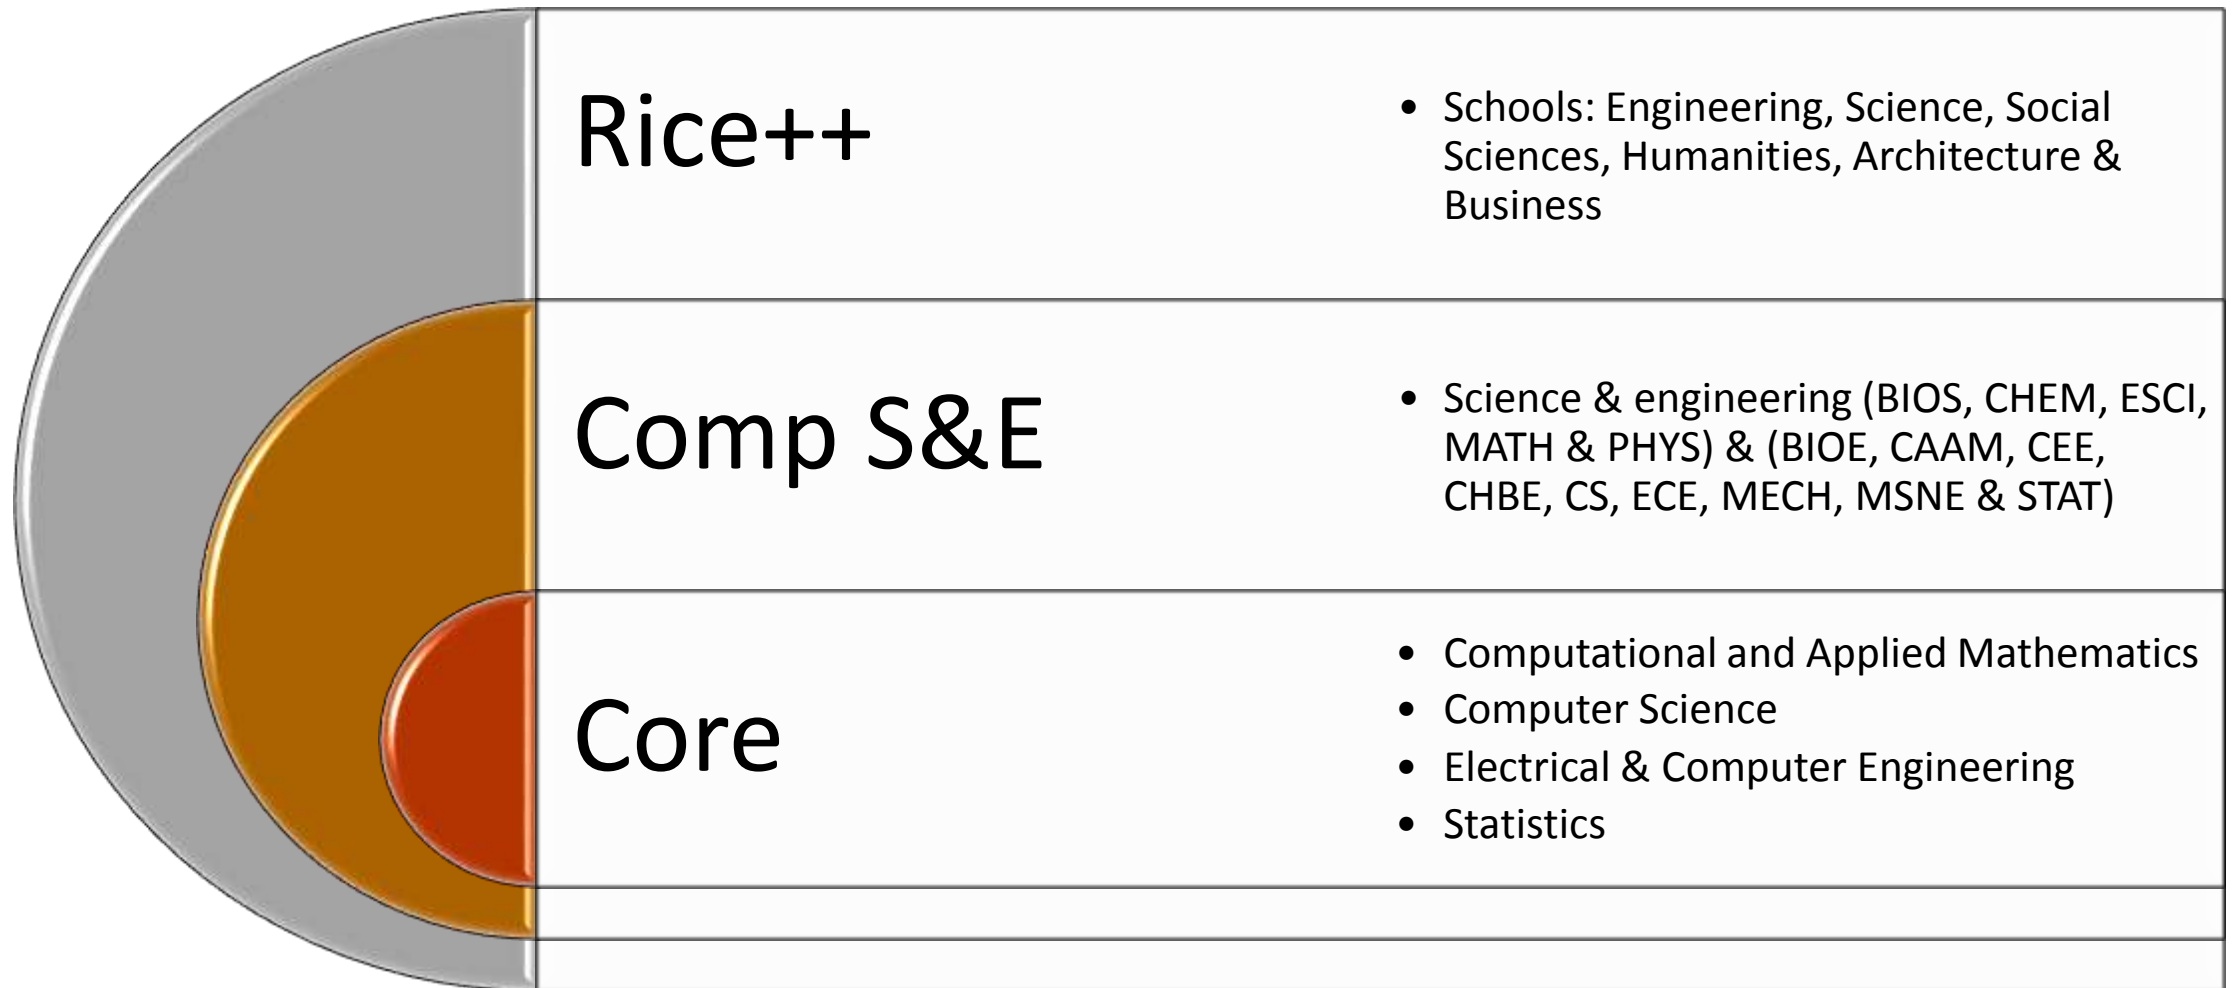 Rice++
• Schools: Engineering, Science, Social
Sciences, Humanities, Architecture &
Business
Comp S&E
• Science & engineering (BIOS, CHEM, ESCI,
MATH & PHYS) & (BIOE, CAAM, CEE,
CHBE, CS, ECE, MECH, MSNE & STAT)
Core
• Computational and Applied Mathematics
• Computer Science
• Electrical & Computer Engineering
• Statistics